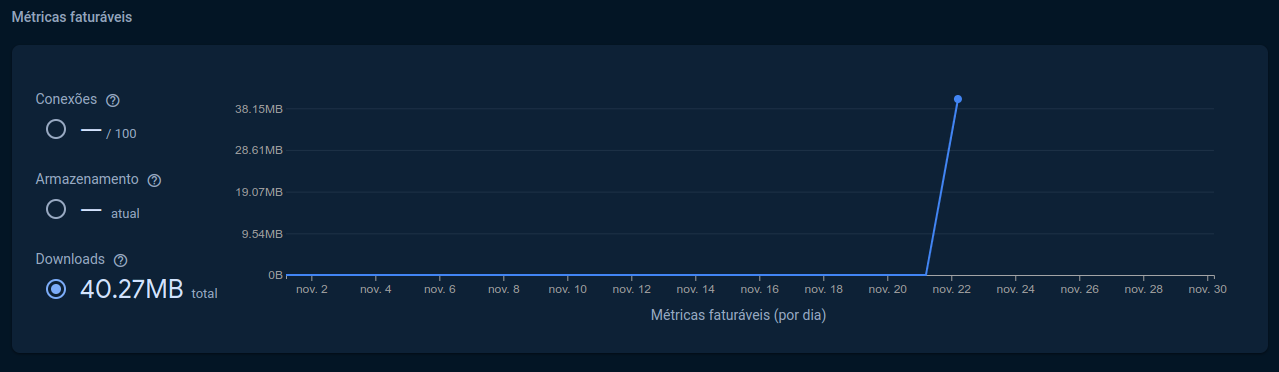 Métricas faturáveis
Conexões
— / 100
Armazenamento
— atual
Downloads
40.27MB total
38.15MB
28.61MB
19.07MB
9.54MB
0B
nov. 2 nov. 4 nov. 6 nov. 8 nov. 10 nov. 12 nov. 14 nov. 16 nov. 18 nov. 20 nov. 22 nov. 24 nov. 26 nov. 28 nov. 30
Métricas faturáveis (por dia)